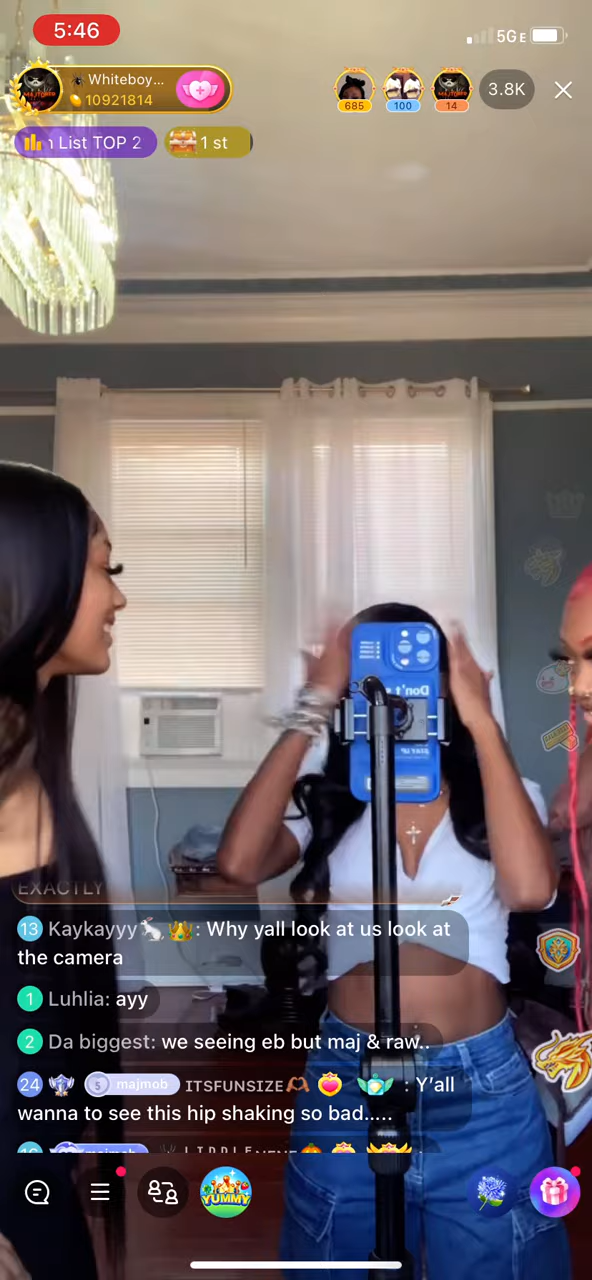 5:46
5G E
Whiteboy...
10921814
685
100
14
3.8K
List TOP 2
1 st
Don't
EXACTLY
13 Kaykayyy: Why yall look at us look at
the camera
1 Luhlia: ayy
2 Da biggest: we seeing eb but maj & raw..
24 5 majmob ITSFUNSIZE : Y'all
wanna to see this hip shaking so bad.....
YUMMY